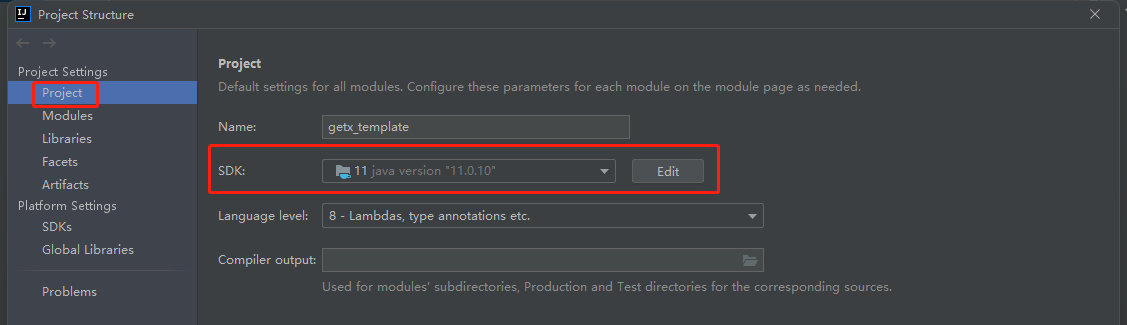 Project Structure
Project Settings
Project
Modules
Libraries
Facets
Artifacts
Platform Settings
SDKs
Global Libraries
Problems
Project
Default settings for all modules. Configure these parameters for each module on the module page as needed.
Name: getx_template
SDK: 11 java version "11.0.10" Edit
Language level: 8 - Lambdas, type annotations etc.
Compiler output:
Used for modules' subdirectories, Production and Test directories for the corresponding sources.